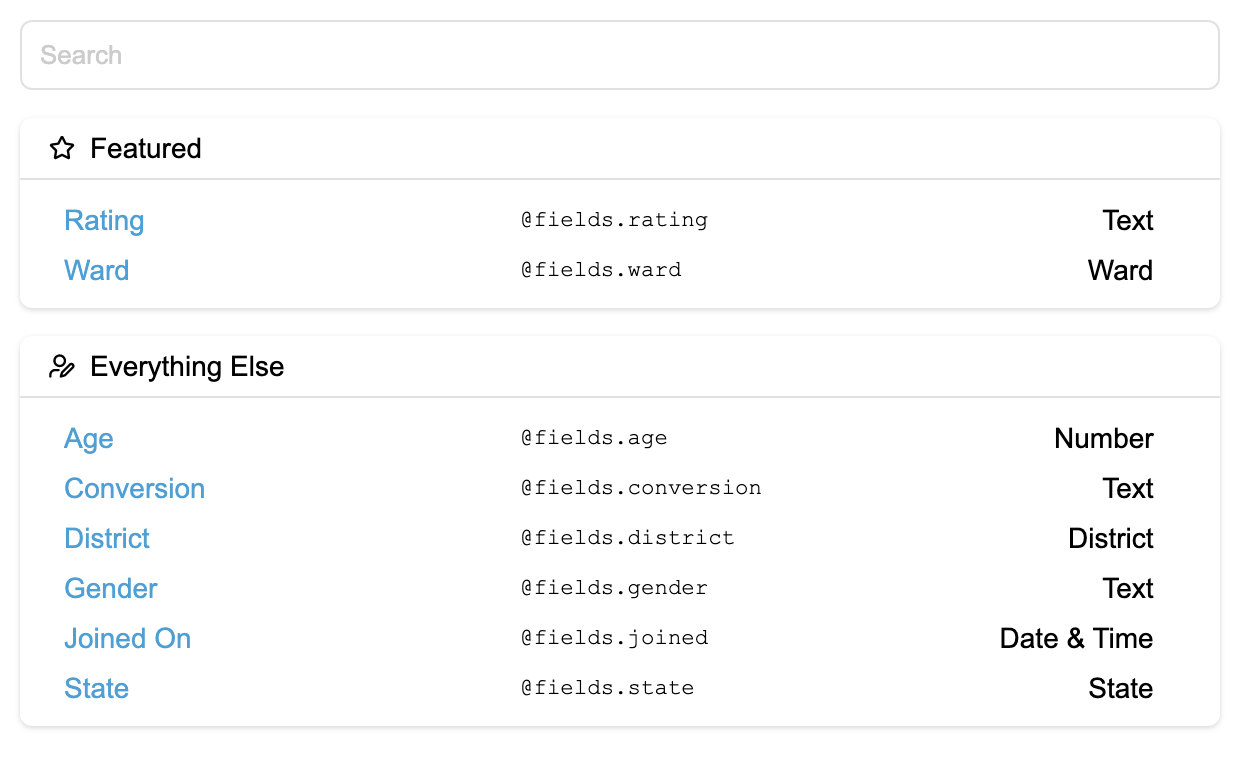 Search
Featured
Rating @fields.rating Text
Ward @fields.ward Ward
Everything Else
Age @fields.age Number
Conversion @fields.conversion Text
District @fields.district District
Gender @fields.gender Text
Joined On @fields.joined Date & Time
State @fields.state State